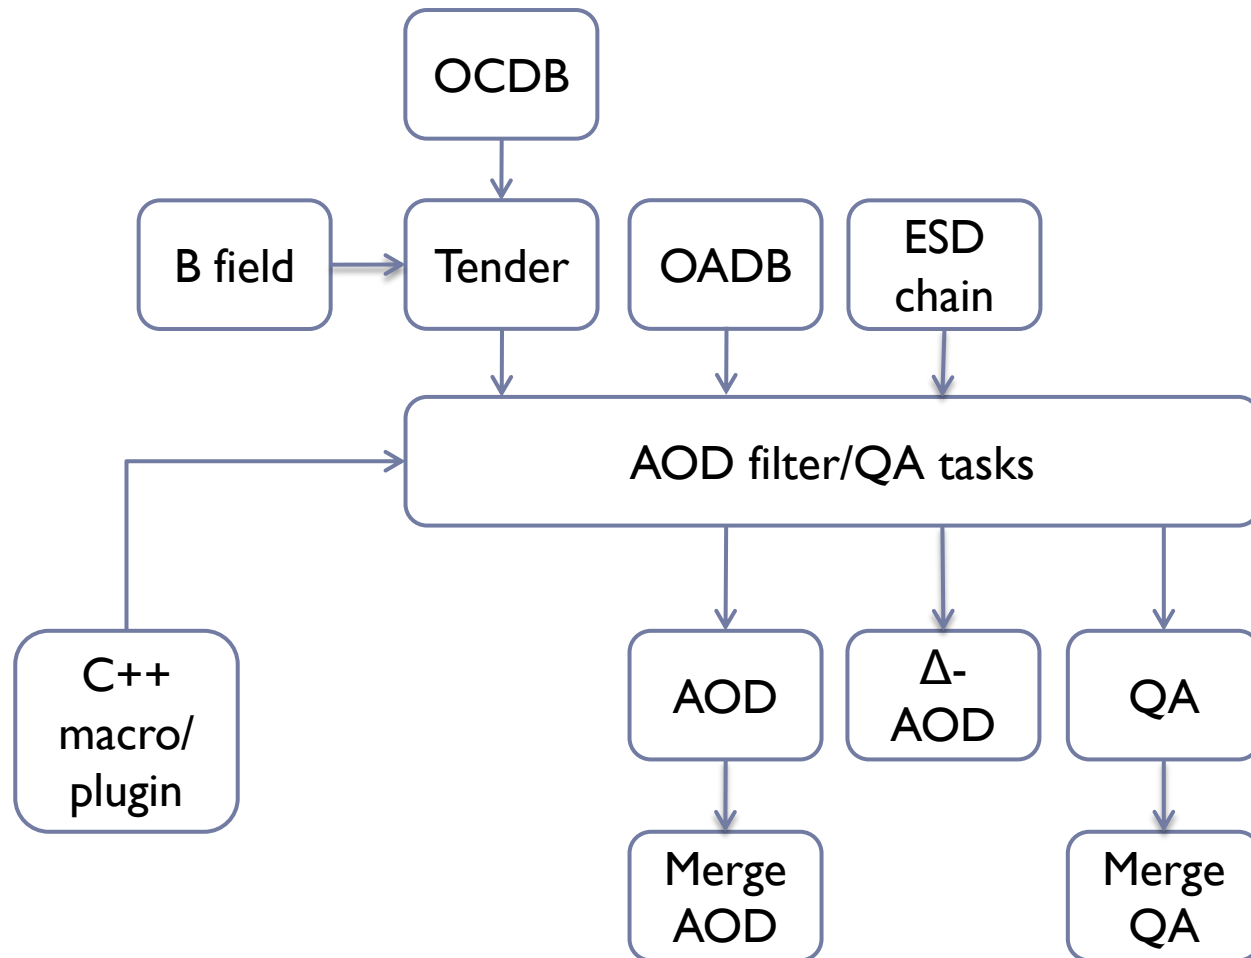 OCDB
B field
Tender
OADB
ESD
chain
AOD filter/QA tasks
C++
macro/
plugin
AOD
Δ-
AOD
QA
Merge
AOD
Merge
QA